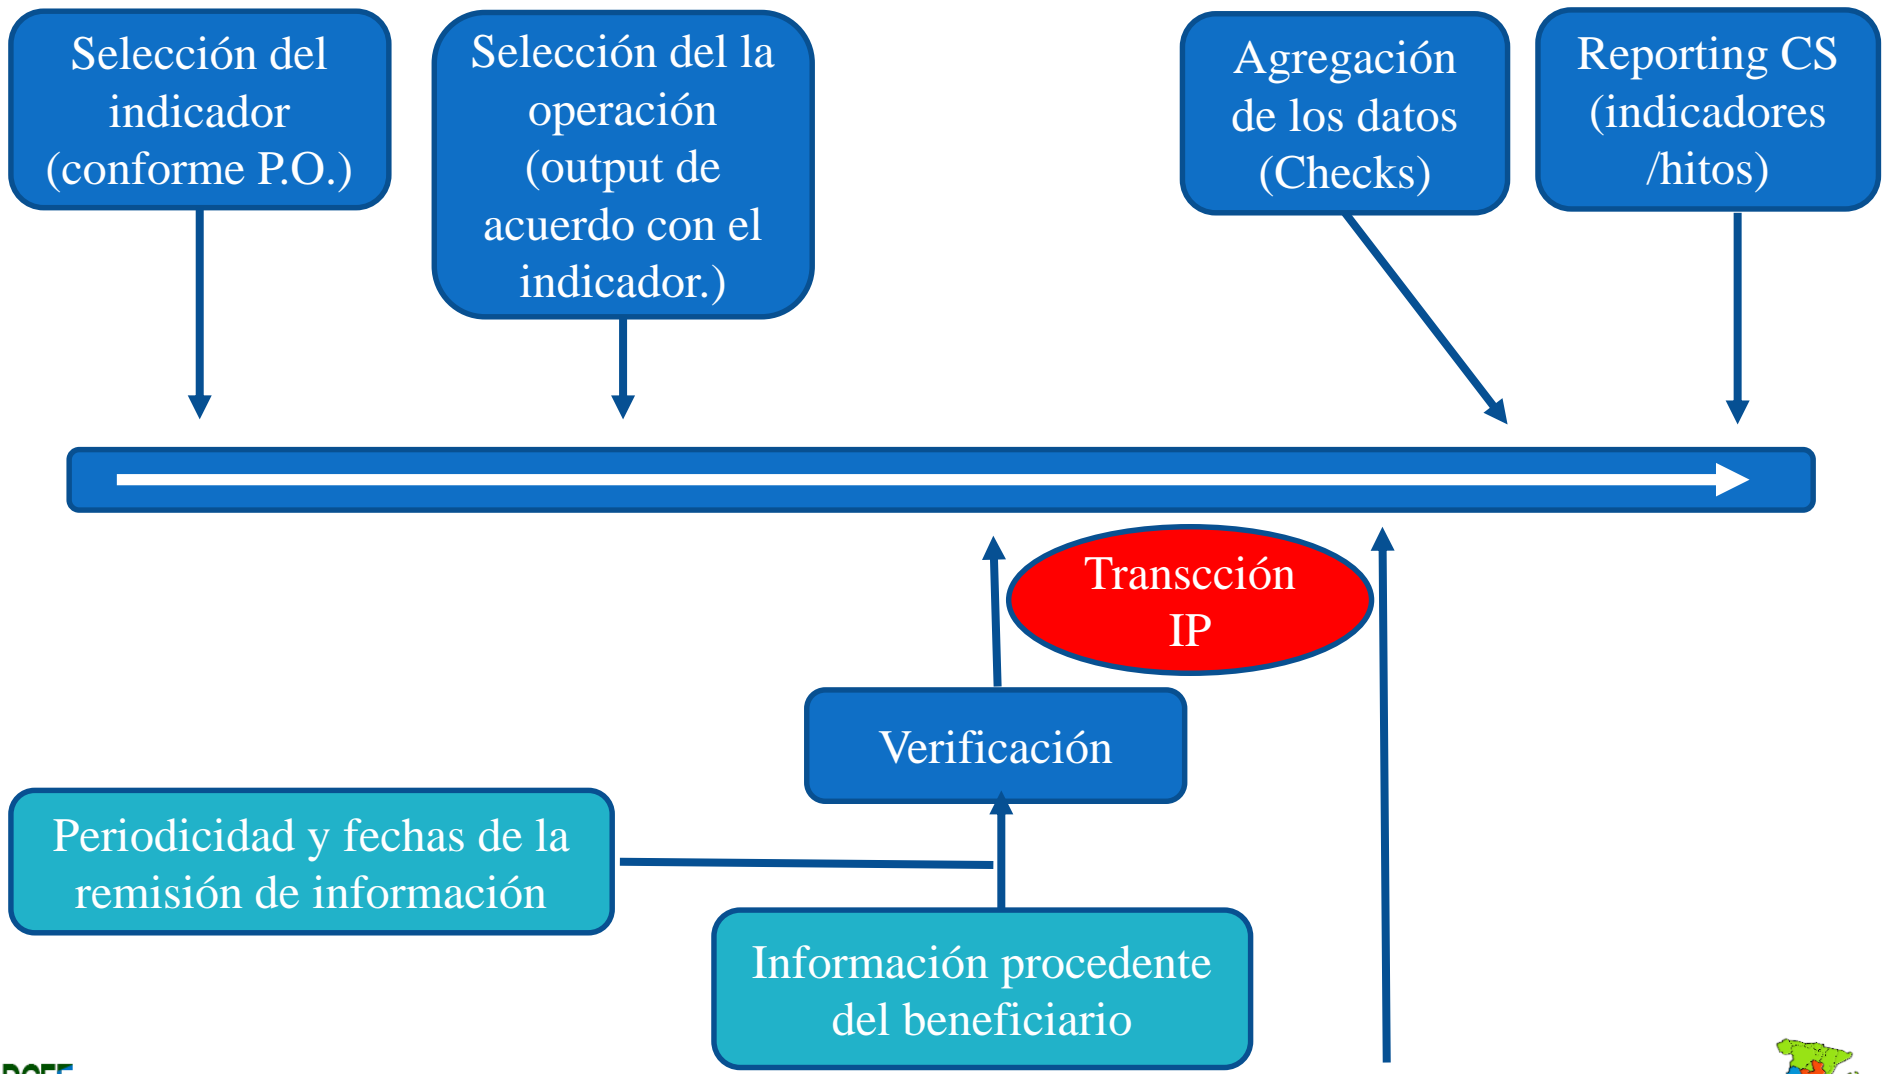 Selección del
indicador
(conforme P.O.)
Selección del la
operación
(output de
acuerdo con el
indicador.)
Agregación
de los datos
(Checks)
Reporting CS
(indicadores
/hitos)
Transcción
IP
Verificación
Periodicidad y fechas de la
remisión de información
Información procedente
del beneficiario